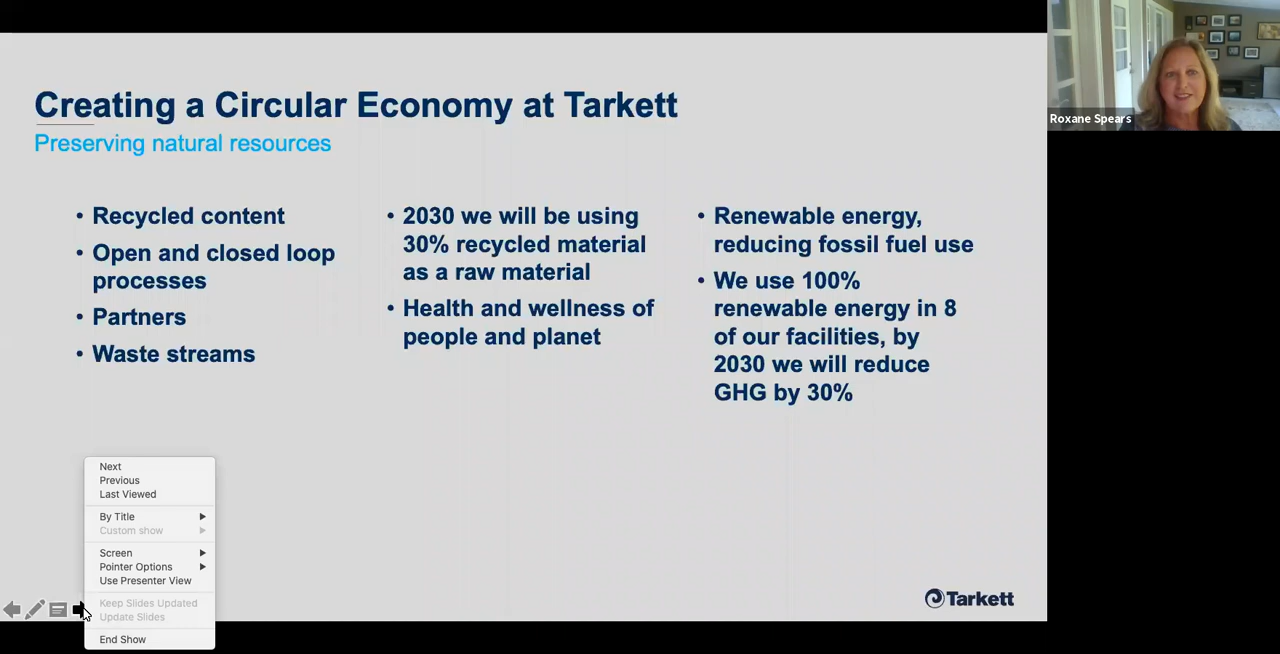 Creating a Circular Economy at Tarkett
Preserving natural resources
• Recycled content
• Open and closed loop
processes
• Partners
• Waste streams
• 2030 we will be using
30% recycled material
as a raw material
• Health and wellness of
people and planet
• Renewable energy,
reducing fossil fuel use
• We use 100%
renewable energy in 8
of our facilities, by
2030 we will reduce
GHG by 30%
Next
Previous
Last Viewed
By Title
Custom show
Screen
Pointer Options
Use Presenter View
Keep Slides Updated
Update Slides
End Show
Tarkett
Roxane Spears